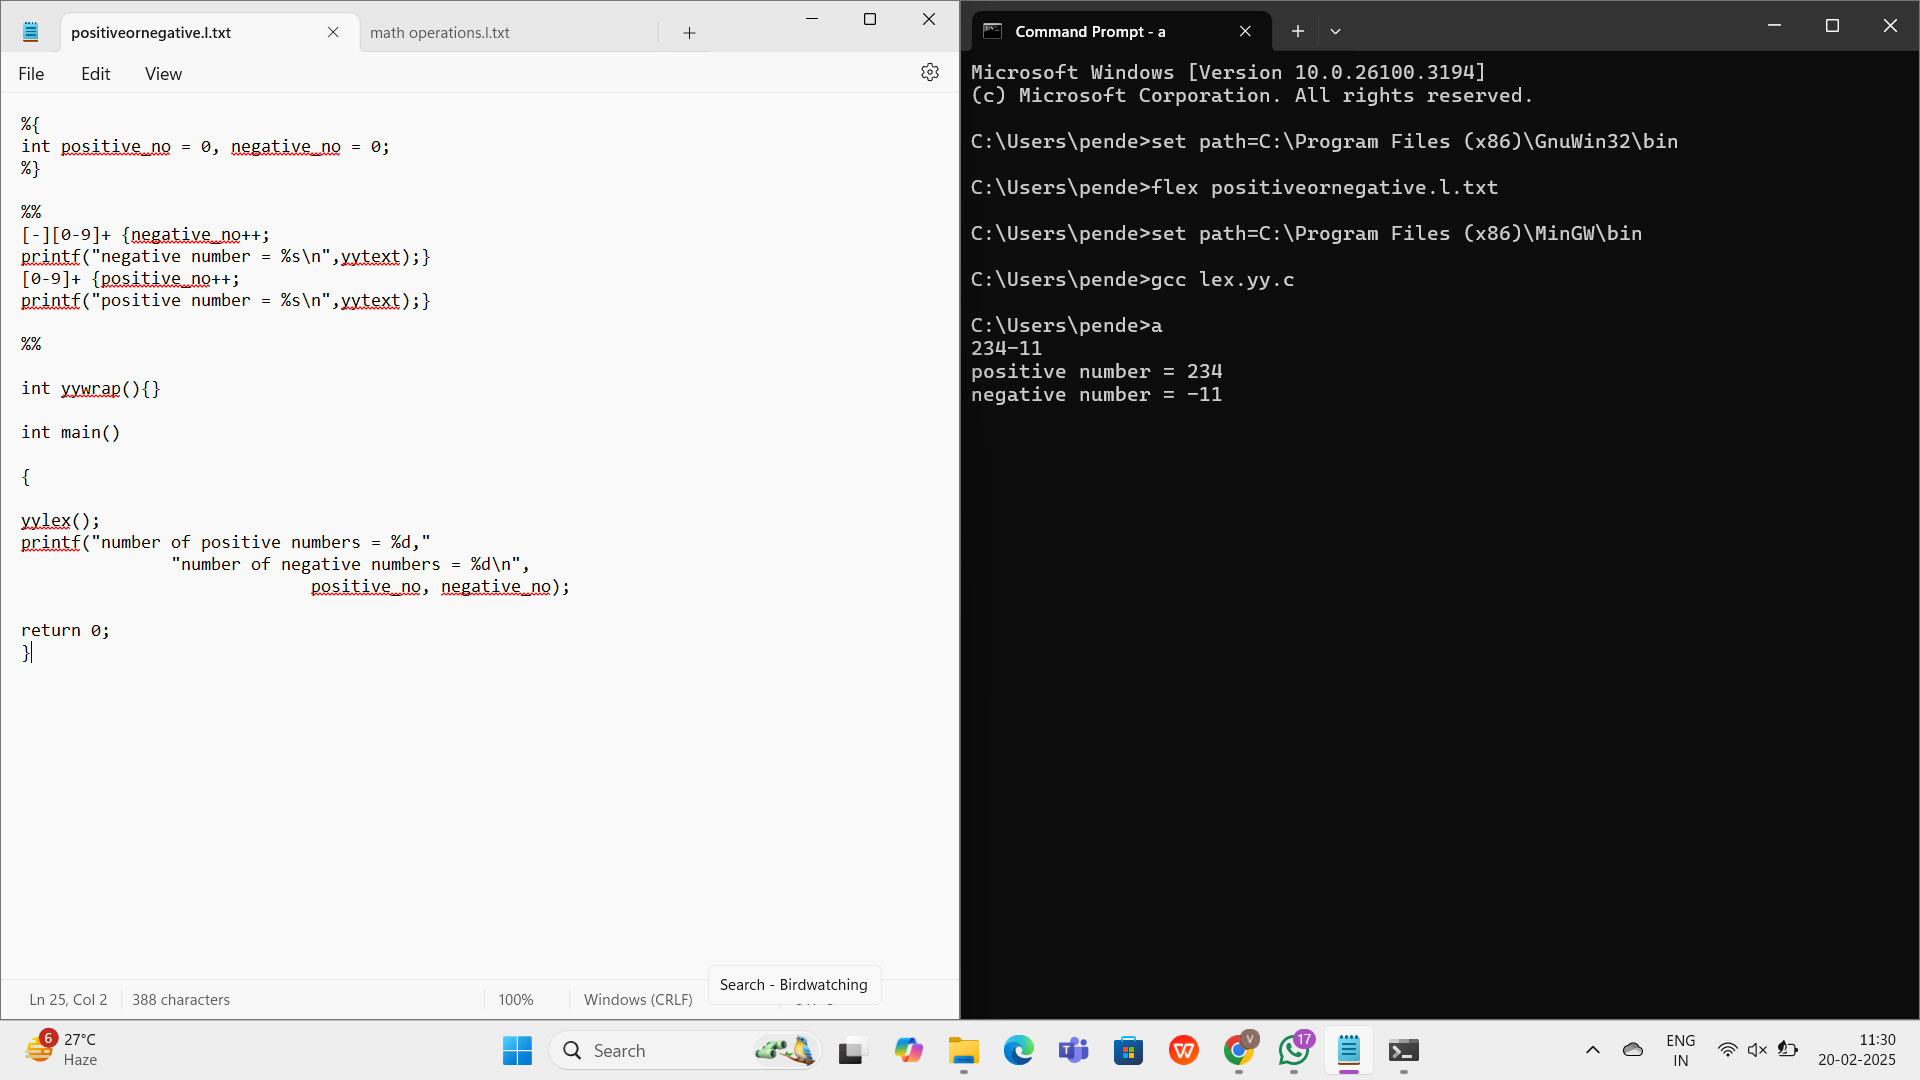 positiveornegative.l.txt
math operations.l.txt
File Edit View
%{
int positive_no = 0, negative_no = 0;
%}
%%
[-][0-9]+ {negative_no++;
printf("negative number = %s\n",yytext);}
[0-9]+ {positive_no++;
printf("positive number = %s\n",yytext);}
%%
int yywrap(){}
int main()
{
yylex();
printf("number of positive numbers = %d,"
"number of negative numbers = %d\n",
positive_no, negative_no);
return 0;
}
Ln 25, Col 2
388 characters
100%
Windows (CRLF)
Search - Birdwatching
Command Prompt - a
Microsoft Windows [Version 10.0.26100.3194]
(c) Microsoft Corporation. All rights reserved.
C:\Users\pende>set path=C:\Program Files (x86)\GnuWin32\bin
C:\Users\pende>flex positiveornegative.l.txt
C:\Users\pende>set path=C:\Program Files (x86)\MinGW\bin
C:\Users\pende>gcc lex.yy.c
C:\Users\pende>a
234-11
positive number = 234
negative number = -11
6
27°C
Haze
Search
V
17
ENG
IN
11:30
20-02-2025